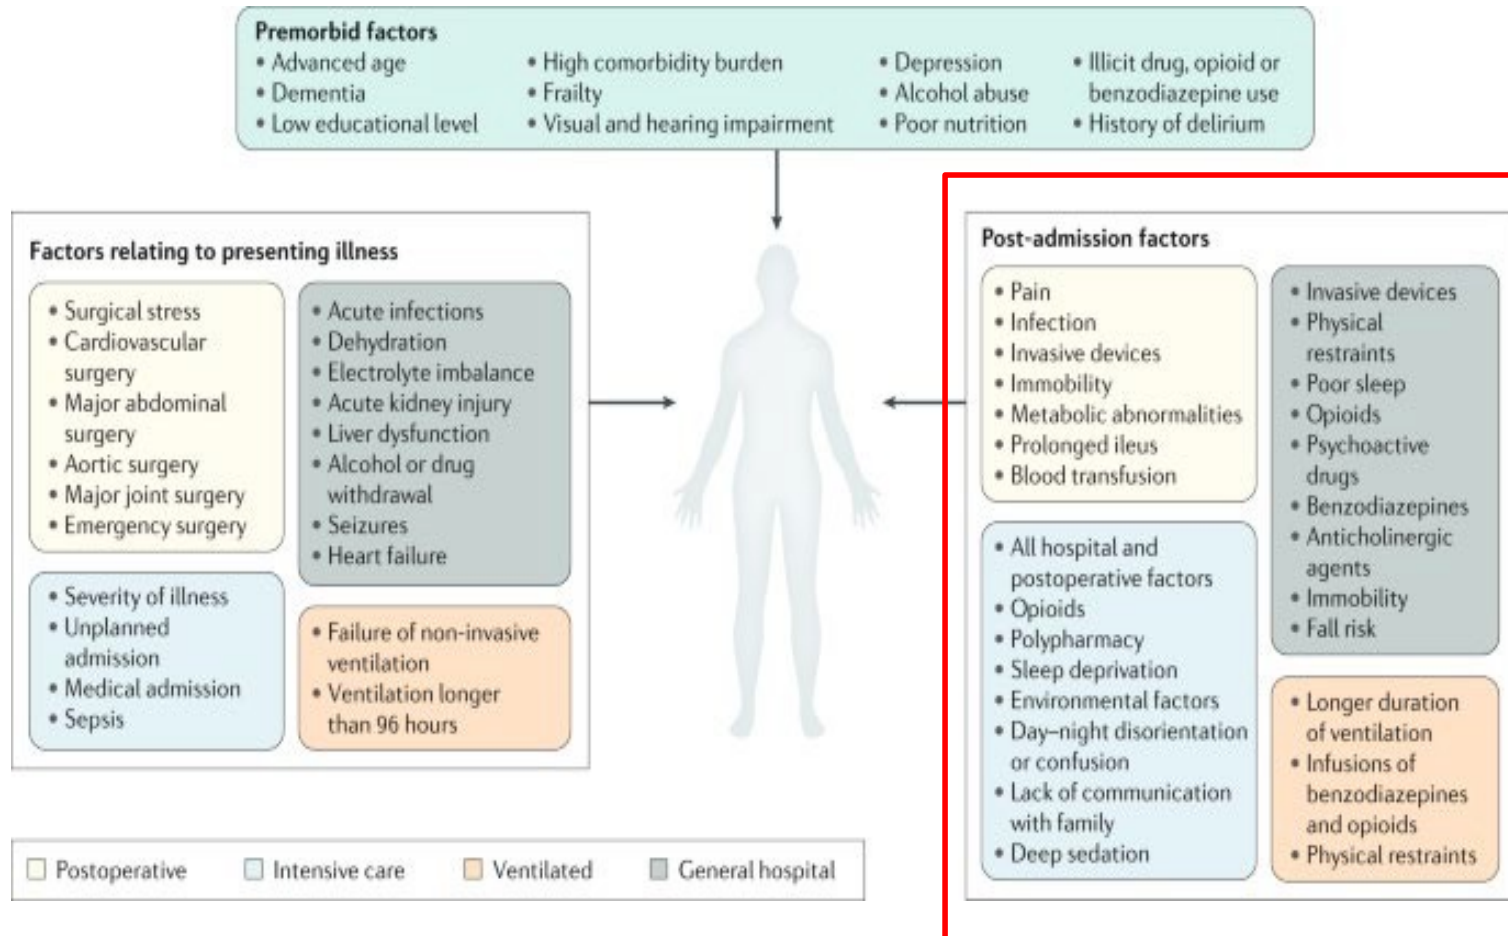 Premorbid factors
• Advanced age
• Dementia
• Low educational level
• High comorbidity burden
• Frailty
• Visual and hearing impairment
• Depression
• Alcohol abuse
• Poor nutrition
• Illicit drug, opioid or
benzodiazepine use
• History of delirium
Factors relating to presenting illness
• Surgical stress
• Cardiovascular
surgery
• Major abdominal
surgery
• Aortic surgery
• Major joint surgery
• Emergency surgery
• Acute infections
• Dehydration
• Electrolyte imbalance
• Acute kidney injury
• Liver dysfunction
• Alcohol or drug
withdrawal
• Seizures
• Heart failure
• Severity of illness
• Unplanned
admission
• Medical admission
• Sepsis
• Failure of non-invasive
ventilation
• Ventilation longer
than 96 hours
Post-admission factors
• Pain
• Infection
• Invasive devices
• Immobility
• Metabolic abnormalities
• Prolonged ileus
• Blood transfusion
• Invasive devices
• Physical
restraints
• Poor sleep
• Opioids
• Psychoactive
drugs
• Benzodiazepines
• Anticholinergic
agents
• Immobility
• Fall risk
• All hospital and
postoperative factors
• Opioids
• Polypharmacy
• Sleep deprivation
• Environmental factors
• Day–night disorientation
or confusion
• Lack of communication
with family
• Deep sedation
• Longer duration
of ventilation
• Infusions of
benzodiazepines
and opioids
• Physical restraints
Postoperative
Intensive care
Ventilated
General hospital